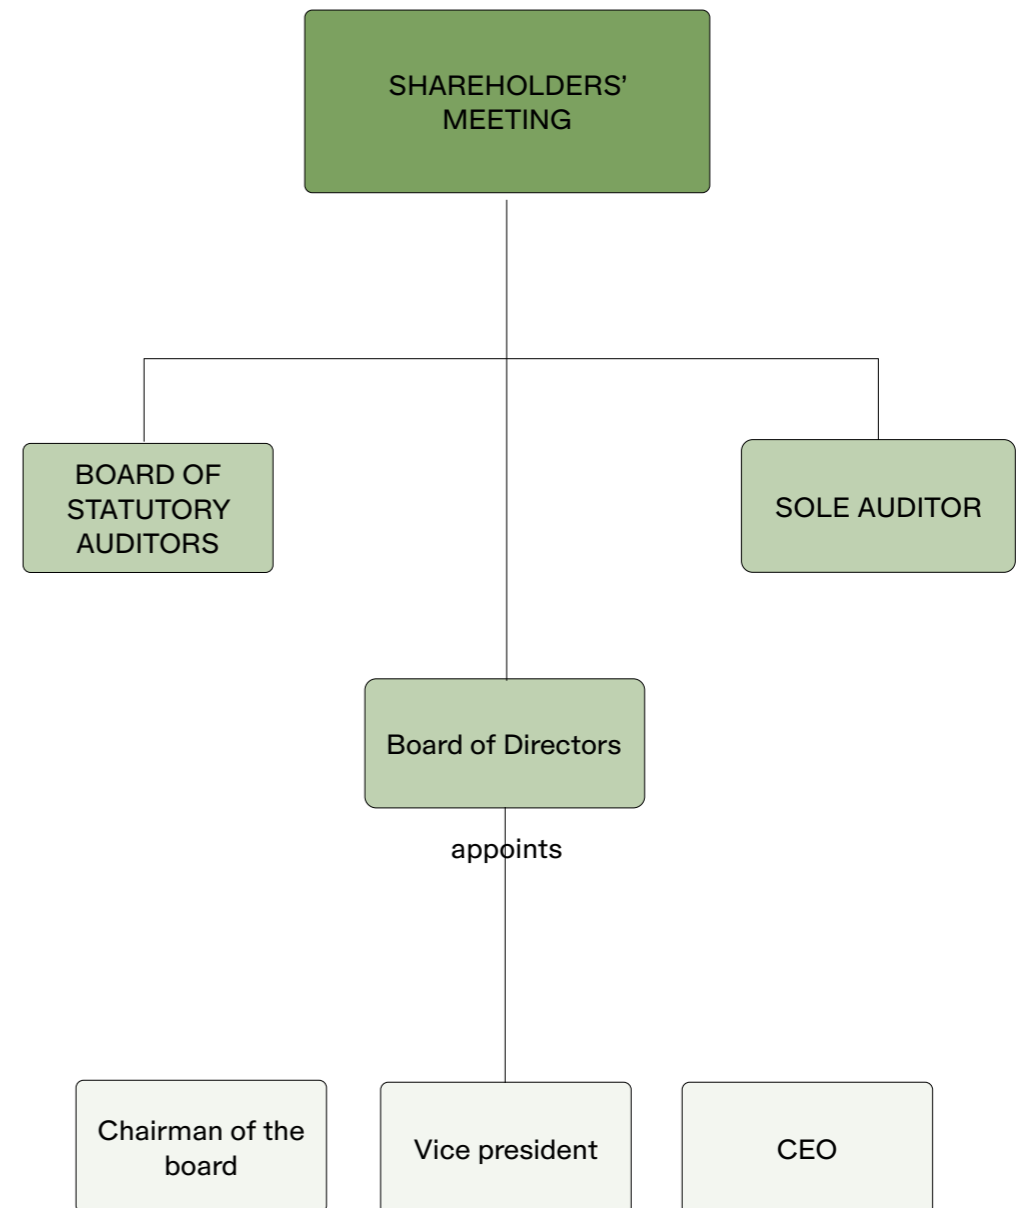 SHAREHOLDERS’
MEETING
BOARD OF
STATUTORY
AUDITORS
SOLE AUDITOR
Board of Directors
appoints
Chairman of the
board
Vice president
CEO